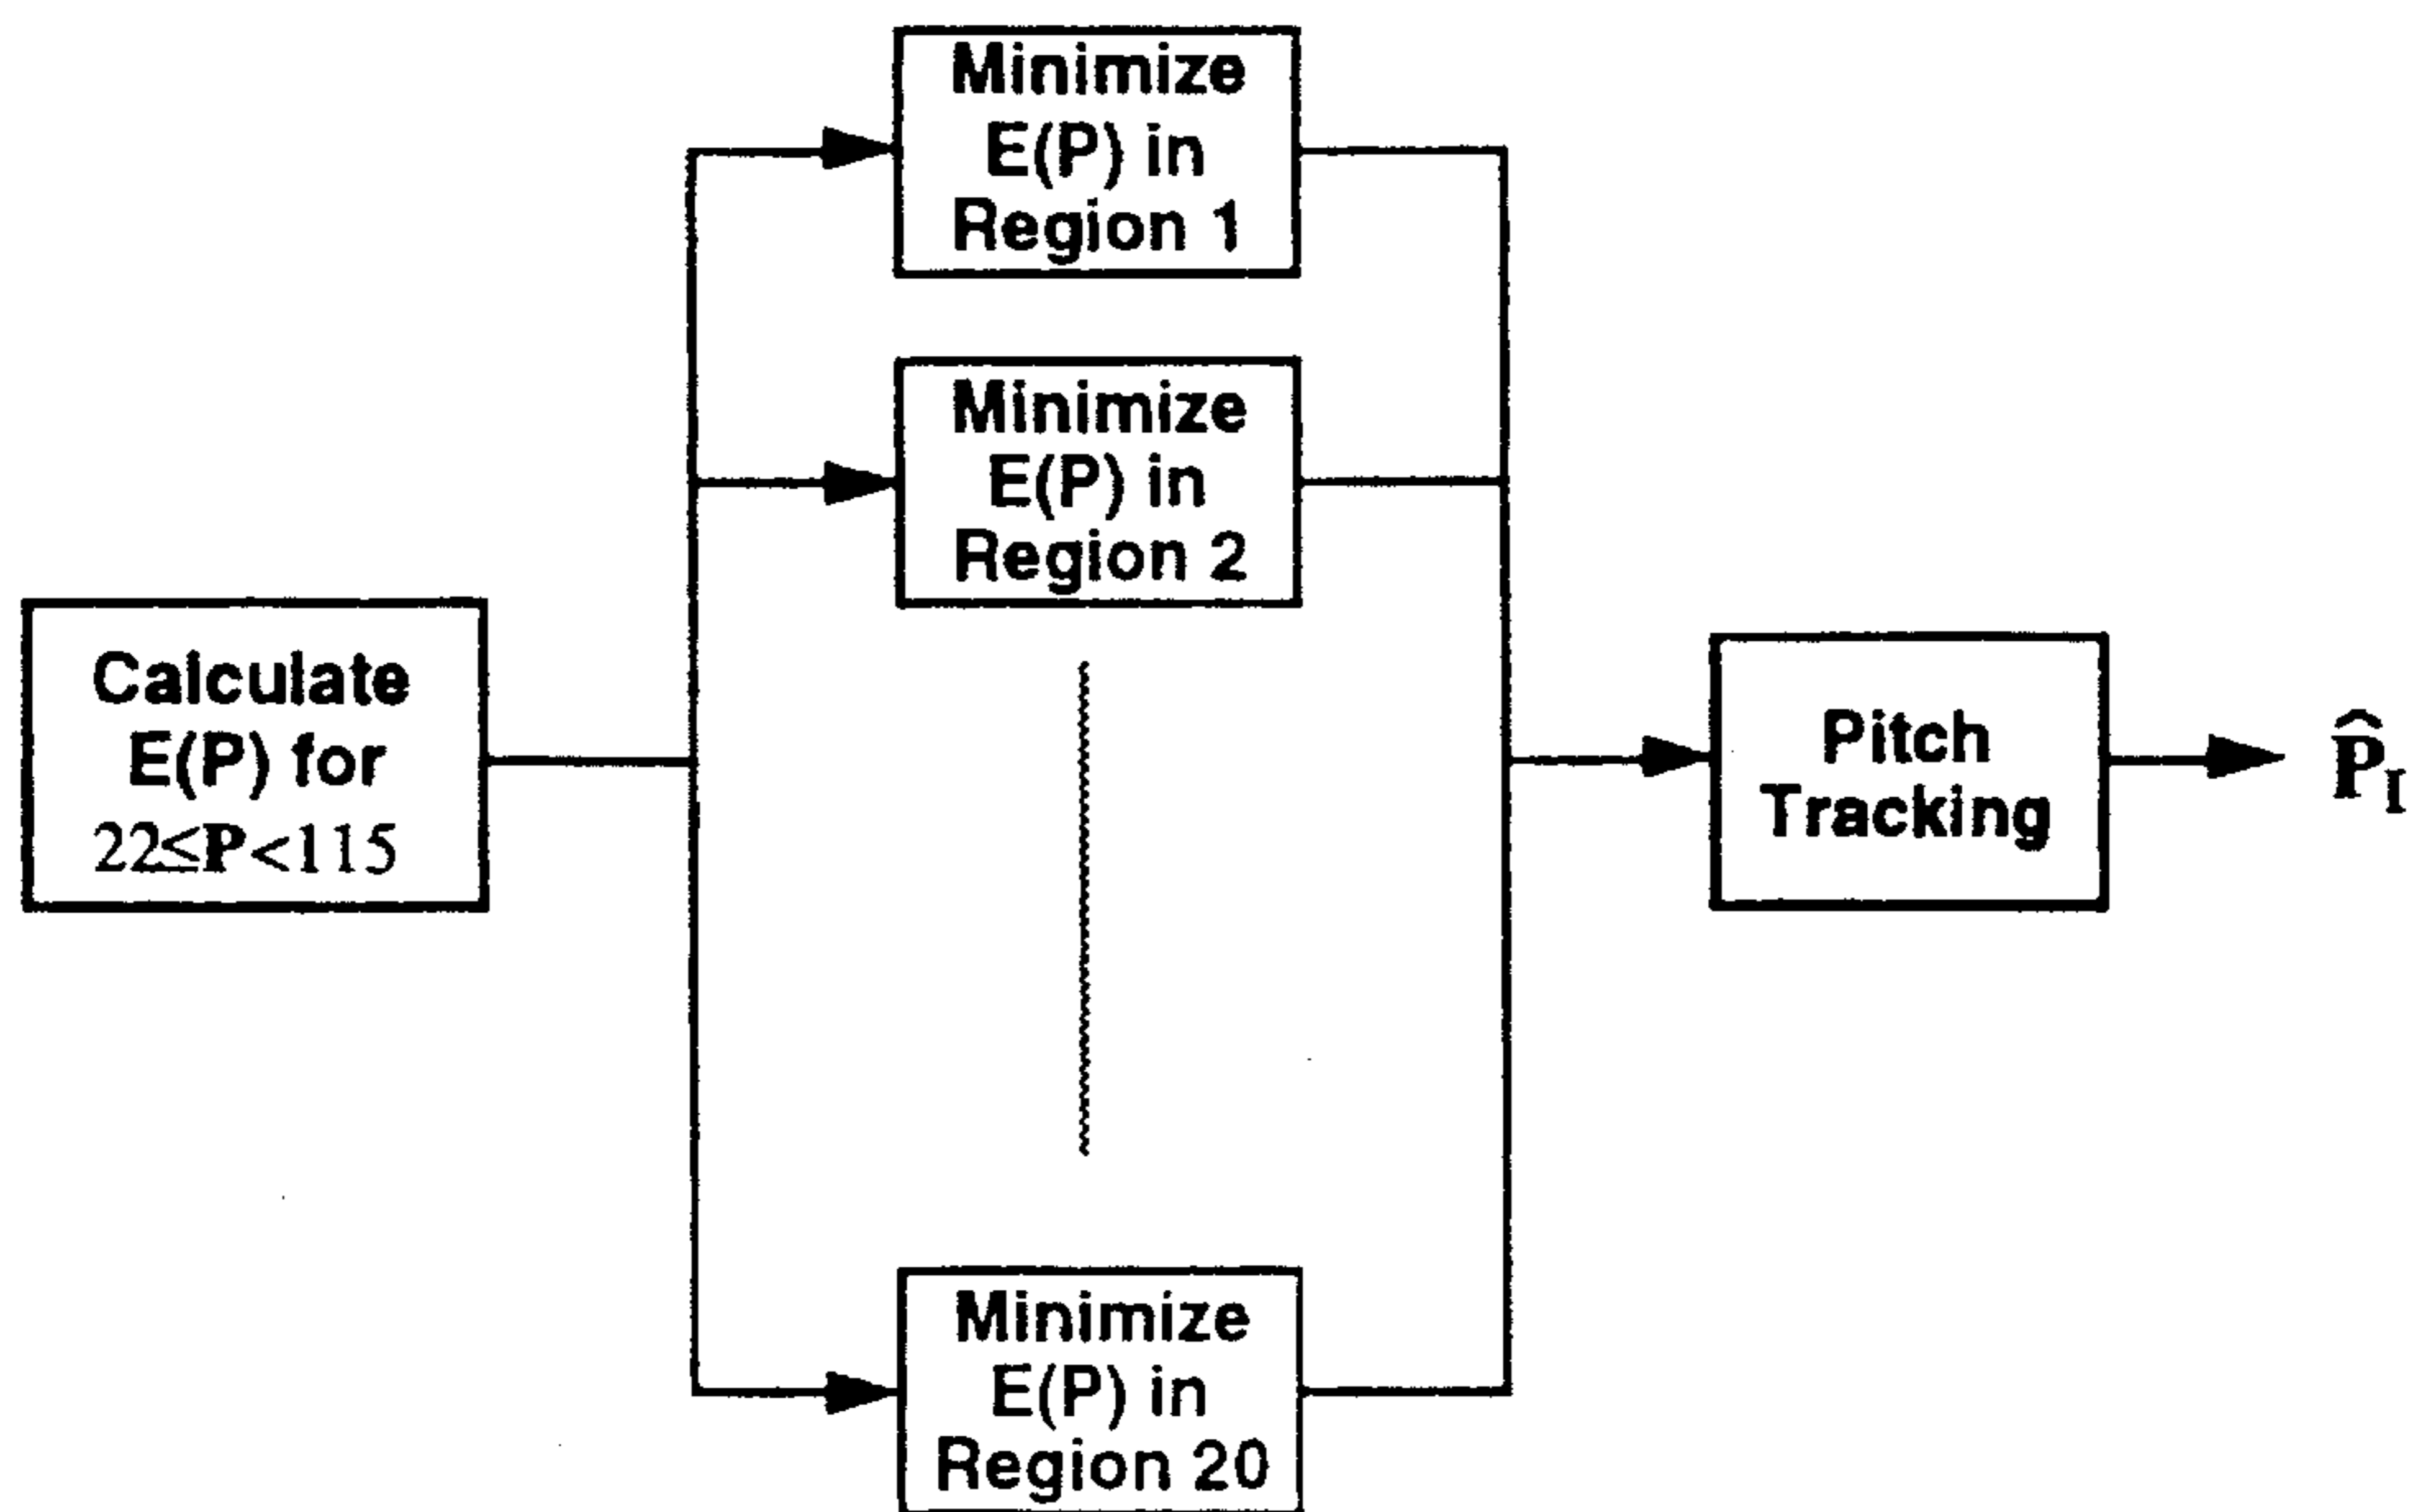 Minimize
E(P) in
Region 1
Minimize
E(P) in
Region 2
Calculate
E(P) for
22≤P<115
Pitch
Tracking
P̂I
Minimize
E(P) in
Region 20